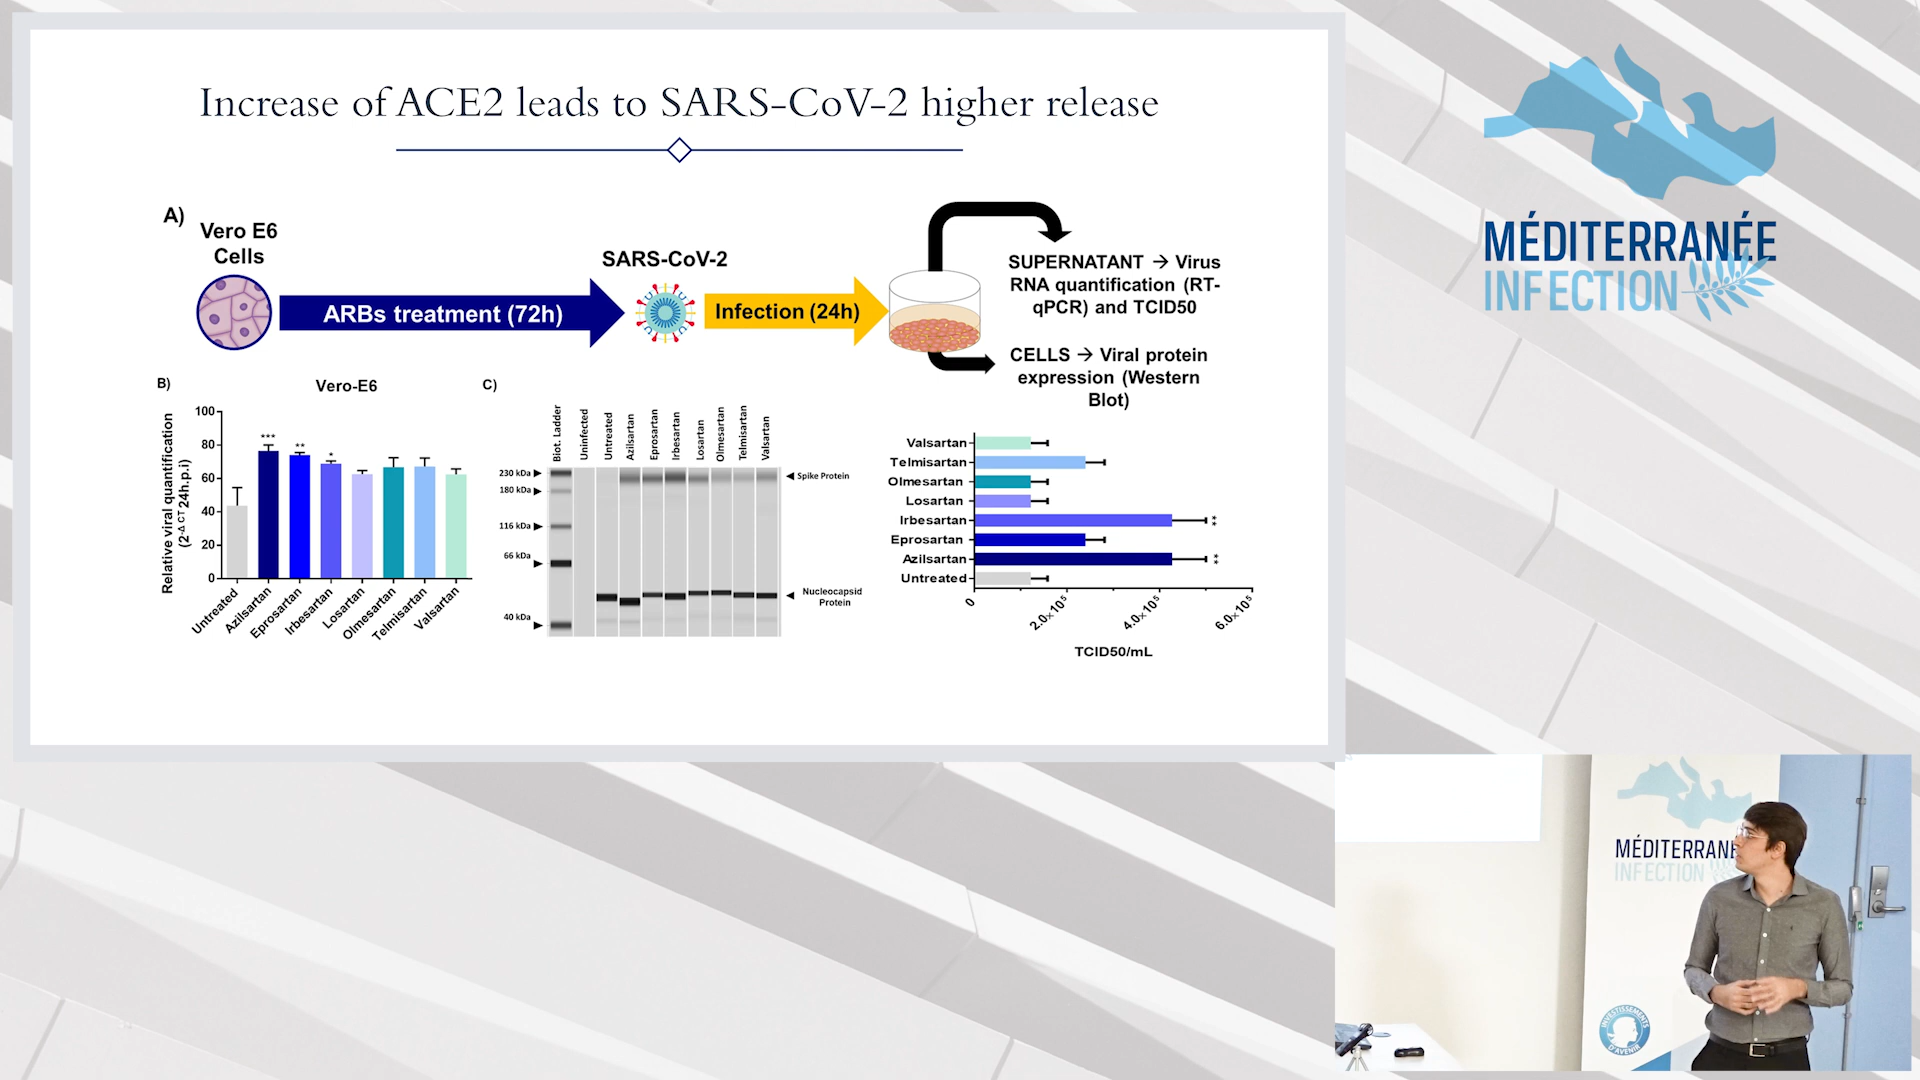 Increase of ACE2 leads to SARS-CoV-2 higher release
A)
Vero E6
Cells
ARBs treatment (72h)
SARS-CoV-2
Infection (24h)
SUPERNATANT → Virus
RNA quantification (RT-
qPCR) and TCID50
CELLS → Viral protein
expression (Western
Blot)
B)
Vero-E6
Relative viral quantification
(2-Δ CT 24h.p.i)
100
80
60
40
20
0
***
**
*
Untreated
Azilsartan
Eprosartan
Irbesartan
Losartan
Olmesartan
Telmisartan
Valsartan
C)
Biot. Ladder
Uninfected
Untreated
Azilsartan
Eprosartan
Irbesartan
Losartan
Olmesartan
Telmisartan
Valsartan
230 kDa
180 kDa
116 kDa
66 kDa
40 kDa
Spike Protein
Nucleocapsid
Protein
Valsartan
Telmisartan
Olmesartan
Losartan
Irbesartan
**
Eprosartan
Azilsartan
**
Untreated
0
2.0×10⁵
4.0×10⁵
6.0×10⁵
TCID50/mL
MÉDITERRANÉE
INFECTION
MÉDITERRANÉ
INFECTION
INVESTISSEMENTS
D'AVENIR